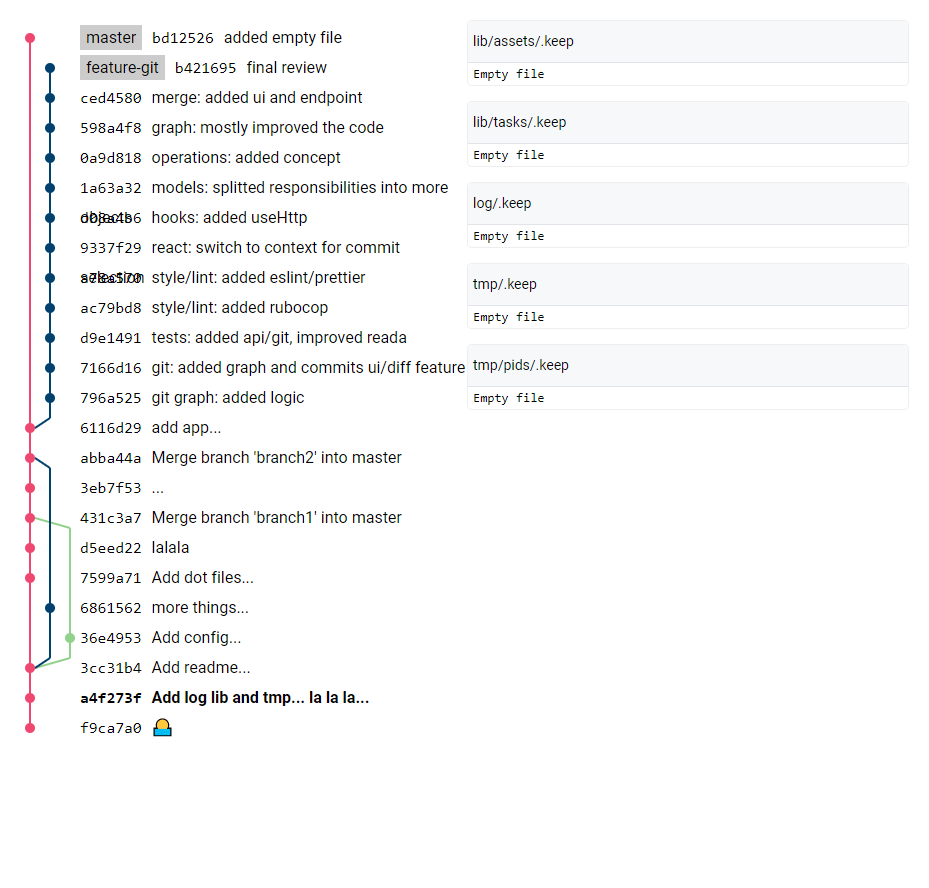 master bd12526 added empty file
feature-git b421695 final review
ced4580 merge: added ui and endpoint
598a4f8 graph: mostly improved the code
0a9d818 operations: added concept
1a63a32 models: splitted responsibilities into more
objects
hooks: added useHttp
9337f29 react: switch to context for commit
selection
style/lint: added eslint/prettier
ac79bd8 style/lint: added rubocop
d9e1491 tests: added api/git, improved reada
7166d16 git: added graph and commits ui/diff feature
796a525 git graph: added logic
6116d29 add app...
abba44a Merge branch 'branch2' into master
3eb7f53 ...
431c3a7 Merge branch 'branch1' into master
d5eed22 lalala
7599a71 Add dot files...
6861562 more things...
36e4953 Add config...
3cc31b4 Add readme...
a4f273f Add log lib and tmp... la la la...
f9ca7a0
lib/assets/.keep
Empty file
lib/tasks/.keep
Empty file
log/.keep
Empty file
tmp/.keep
Empty file
tmp/pids/.keep
Empty file